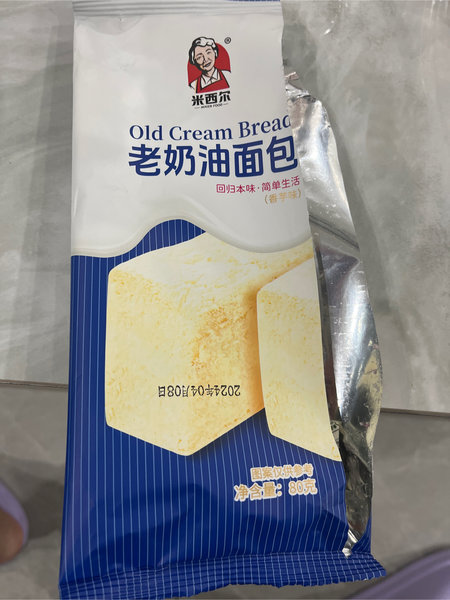 ®
米西尔
Old Cream Bread
老奶油面包
回归本味·简单生活
(香芋味)
2024年04月08日
图案仅供参考
净含量：80克